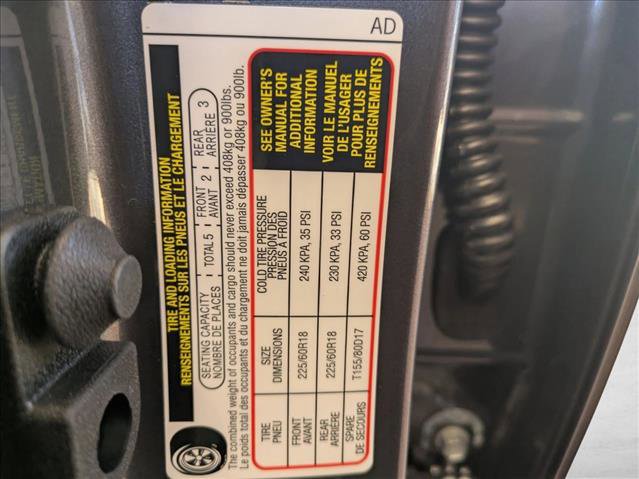 TIRE AND LOADING INFORMATION
RENSEIGNEMENTS SUR LES PNEUS ET LE CHARGEMENT
SEATING CAPACITY TOTAL 5 FRONT 2 REAR 3
NOMBRE DE PLACES AVANT ARRIÈRE
The combined weight of occupants and cargo should never exceed 408kg or 900lbs.
Le poids total des occupants et du chargement ne doit jamais dépasser 408kg ou 900lb.
TIRE SIZE COLD TIRE PRESSURE SEE OWNER'S
PNEU DIMENSIONS PRESSION DES MANUAL FOR
PNEUS À FROID ADDITIONAL
INFORMATION
FRONT 225/60R18 240 KPA, 35 PSI
AVANT
REAR 225/60R18 230 KPA, 33 PSI VOIR LE MANUEL
ARRIÈRE DE L'USAGER
SPARE T155/80D17 420 KPA, 60 PSI POUR PLUS DE
DE SECOURS RENSEIGNEMENTS
AD